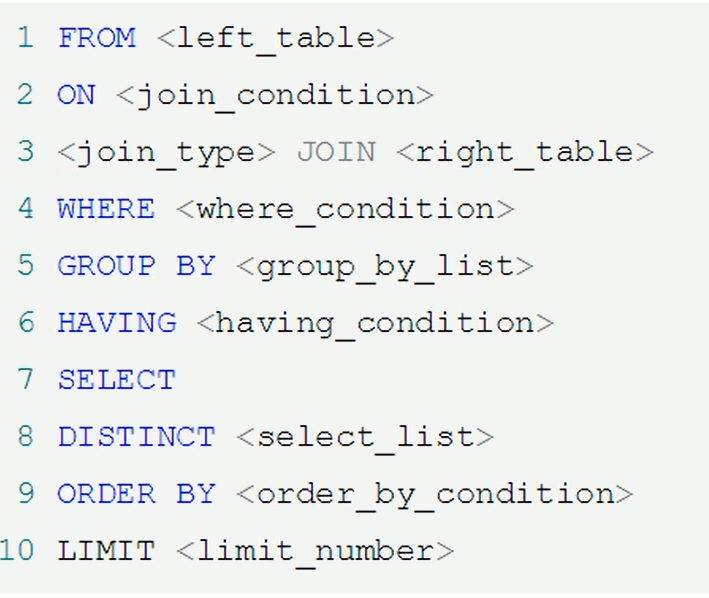 1 FROM <left_table>
2 ON <join_condition>
3 <join_type> JOIN <right_table>
4 WHERE <where_condition>
5 GROUP BY <group_by_list>
6 HAVING <having_condition>
7 SELECT
8 DISTINCT <select_list>
9 ORDER BY <order_by_condition>
10 LIMIT <limit_number>